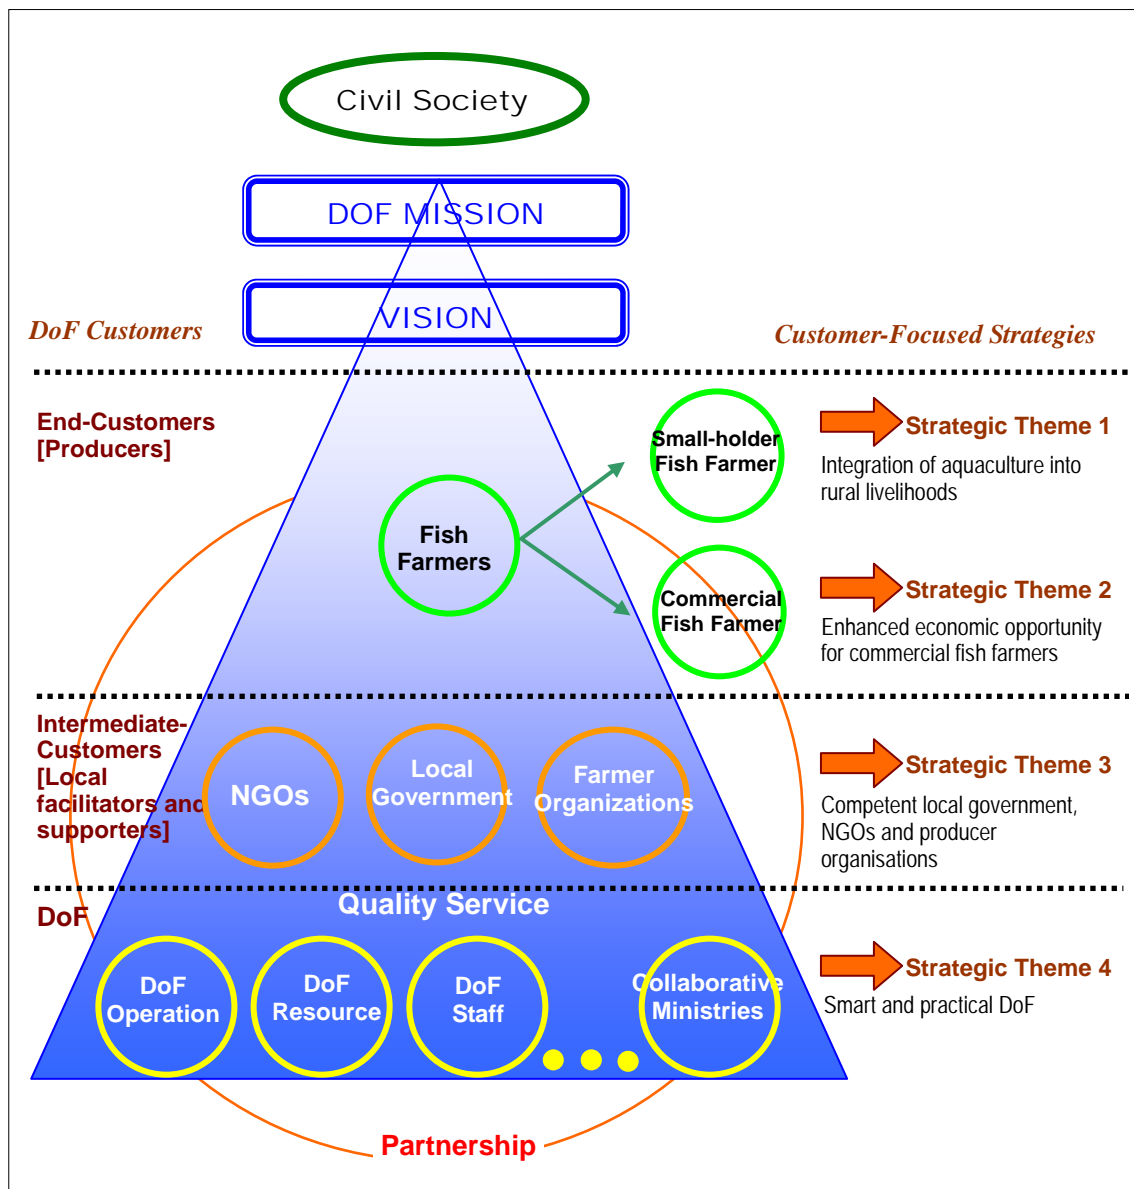 Civil Society
DOF MISSION
VISION
DoF Customers
Customer-Focused Strategies
End-Customers
[Producers]
Fish
Farmers
Small-holder
Fish Farmer
Commercial
Fish Farmer
Strategic Theme 1
Integration of aquaculture into
rural livelihoods
Strategic Theme 2
Enhanced economic opportunity
for commercial fish farmers
Intermediate-
Customers
[Local
facilitators and
supporters]
NGOs
Local
Government
Farmer
Organizations
Strategic Theme 3
Competent local government,
NGOs and producer
organisations
DoF
Quality Service
DoF
Operation
DoF
Resource
DoF
Staff
Collaborative
Ministries
Strategic Theme 4
Smart and practical DoF
Partnership